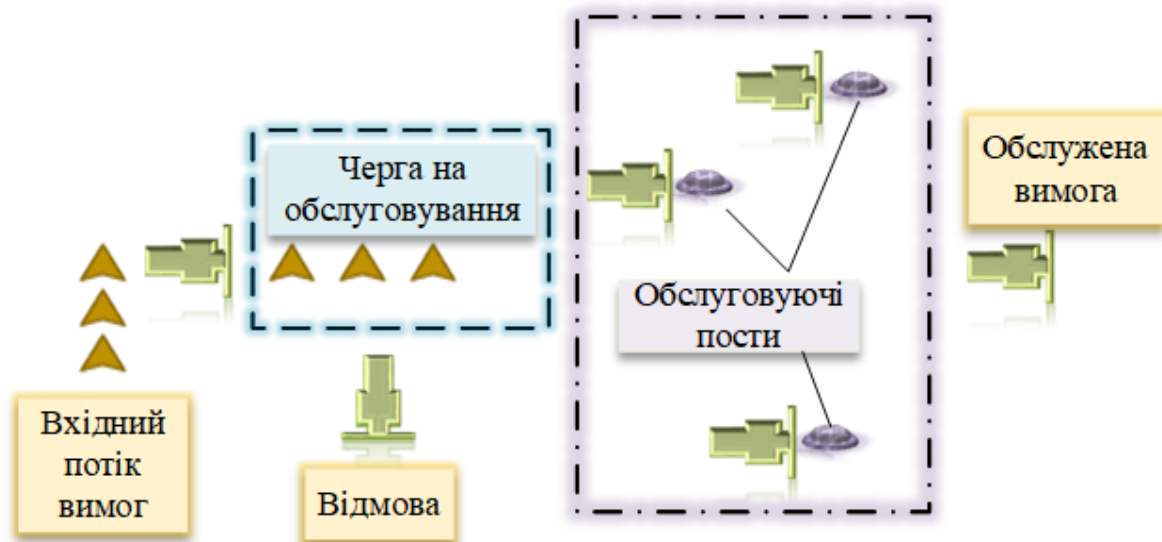 Черга на
обслуговування
Обслужена
вимога
Обслуговуючі
пости
Вхідний
потік
вимог
Відмова